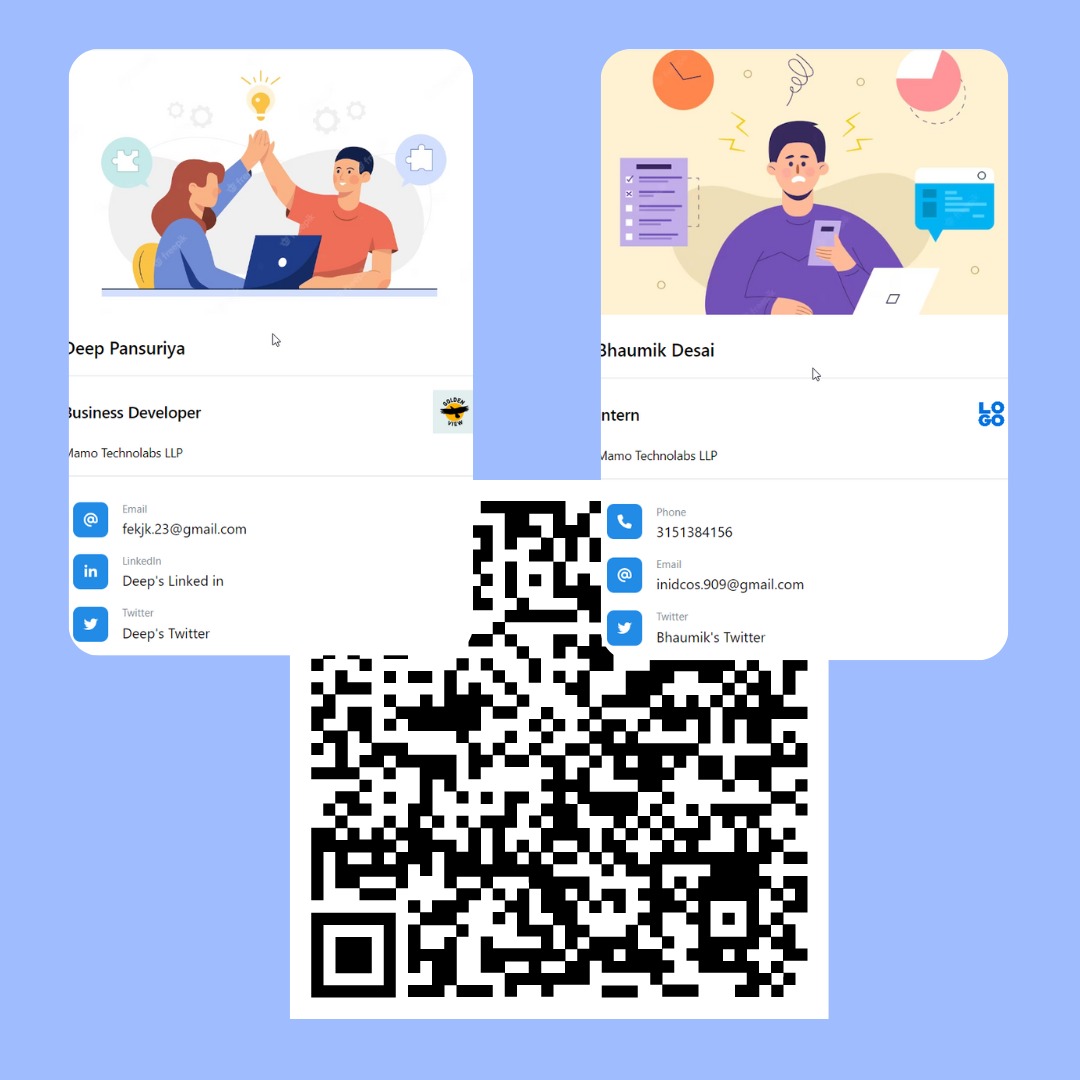 Deep Pansuriya
Business Developer
GOLDEN
VIEW
Mamo Technolabs LLP
Email
fekjk.23@gmail.com
LinkedIn
Deep's Linked in
Twitter
Deep's Twitter
Bhaumik Desai
Intern
LO
GO
Mamo Technolabs LLP
Phone
3151384156
Email
inidcos.909@gmail.com
Twitter
Bhaumik's Twitter